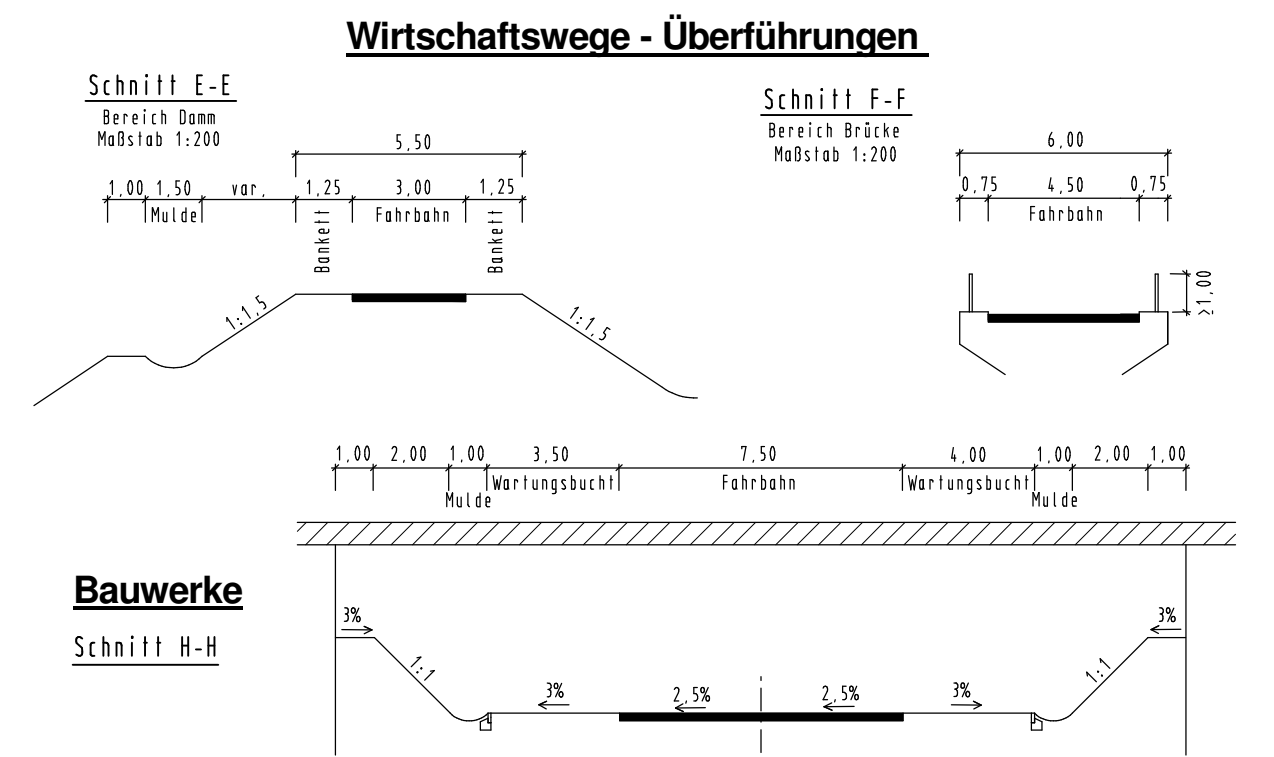 Wirtschaftswege - Überführungen
Schnitt E-E
Bereich Damm
Maßstab 1:200
5,50
1,00 1,50 var. 1,25 3,00 1,25
Mulde Bankett Fahrbahn Bankett
1:1,5 1:1,5
Schnitt F-F
Bereich Brücke
Maßstab 1:200
6,00
0,75 4,50 0,75
Fahrbahn
≥1,00
1,00 2,00 1,00 3,50 7,50 4,00 1,00 2,00 1,00
Mulde Wartungsbucht Fahrbahn Wartungsbucht Mulde
Bauwerke
Schnitt H-H
3% 3%
1:1 1:1
3% 2,5% 2,5% 3%